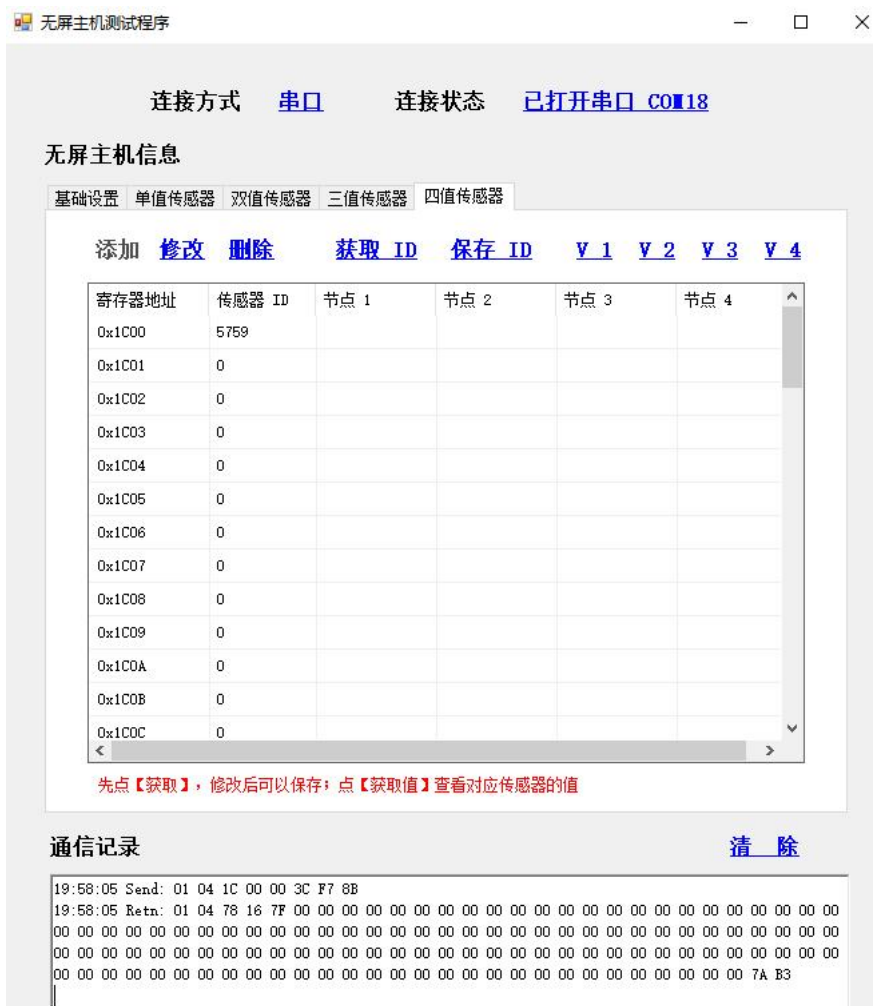 无屏主机测试程序
连接方式 串口 连接状态 已打开串口 COM18
无屏主机信息
基础设置 单值传感器 双值传感器 三值传感器 四值传感器
添加 修改 删除 获取 ID 保存 ID V 1 V 2 V 3 V 4
寄存器地址 传感器 ID 节点 1 节点 2 节点 3 节点 4
0x1C00 5759
0x1C01 0
0x1C02 0
0x1C03 0
0x1C04 0
0x1C05 0
0x1C06 0
0x1C07 0
0x1C08 0
0x1C09 0
0x1C0A 0
0x1C0B 0
0x1C0C 0
先点【获取】，修改后可以保存；点【获取值】查看对应传感器的值
通信记录 清 除
19:58:05 Send: 01 04 1C 00 00 3C F7 8B
19:58:05 Retn: 01 04 78 16 7F 00 00 00 00 00 00 00 00 00 00 00 00 00 00 00 00 00 00 00 00 00 00 00
00 00 00 00 00 00 00 00 00 00 00 00 00 00 00 00 00 00 00 00 00 00 00 00 00 00 00 00 00 00 00 00 00
00 00 00 00 00 00 00 00 00 00 00 00 00 00 00 00 00 00 00 00 00 00 00 00 00 00 00 00 00 00 00 00 00
00 00 00 00 00 00 00 00 00 00 00 00 00 00 00 00 00 00 00 00 00 00 00 00 00 00 00 00 00 7A B3